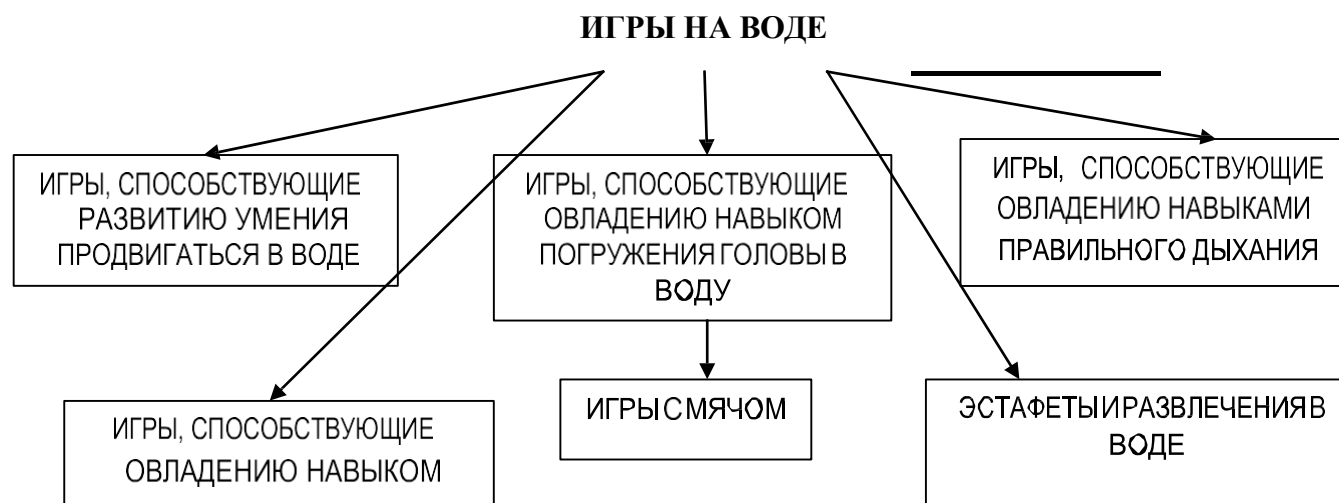 ИГРЫ НА ВОДЕ
ИГРЫ, СПОСОБСТВУЮЩИЕ
РАЗВИТИЮ УМЕНИЯ
ПРОДВИГАТЬСЯ В ВОДЕ
ИГРЫ, СПОСОБСТВУЮЩИЕ
ОВЛАДЕНИЮ НАВЫКОМ
ПОГРУЖЕНИЯ ГОЛОВЫ В
ВОДУ
ИГРЫ, СПОСОБСТВУЮЩИЕ
ОВЛАДЕНИЮ НАВЫКАМИ
ПРАВИЛЬНОГО ДЫХАНИЯ
ИГРЫ, СПОСОБСТВУЮЩИЕ
ОВЛАДЕНИЮ НАВЫКОМ
ИГРЫ С МЯЧОМ
ЭСТАФЕТЫ И РАЗВЛЕЧЕНИЯ В
ВОДЕ